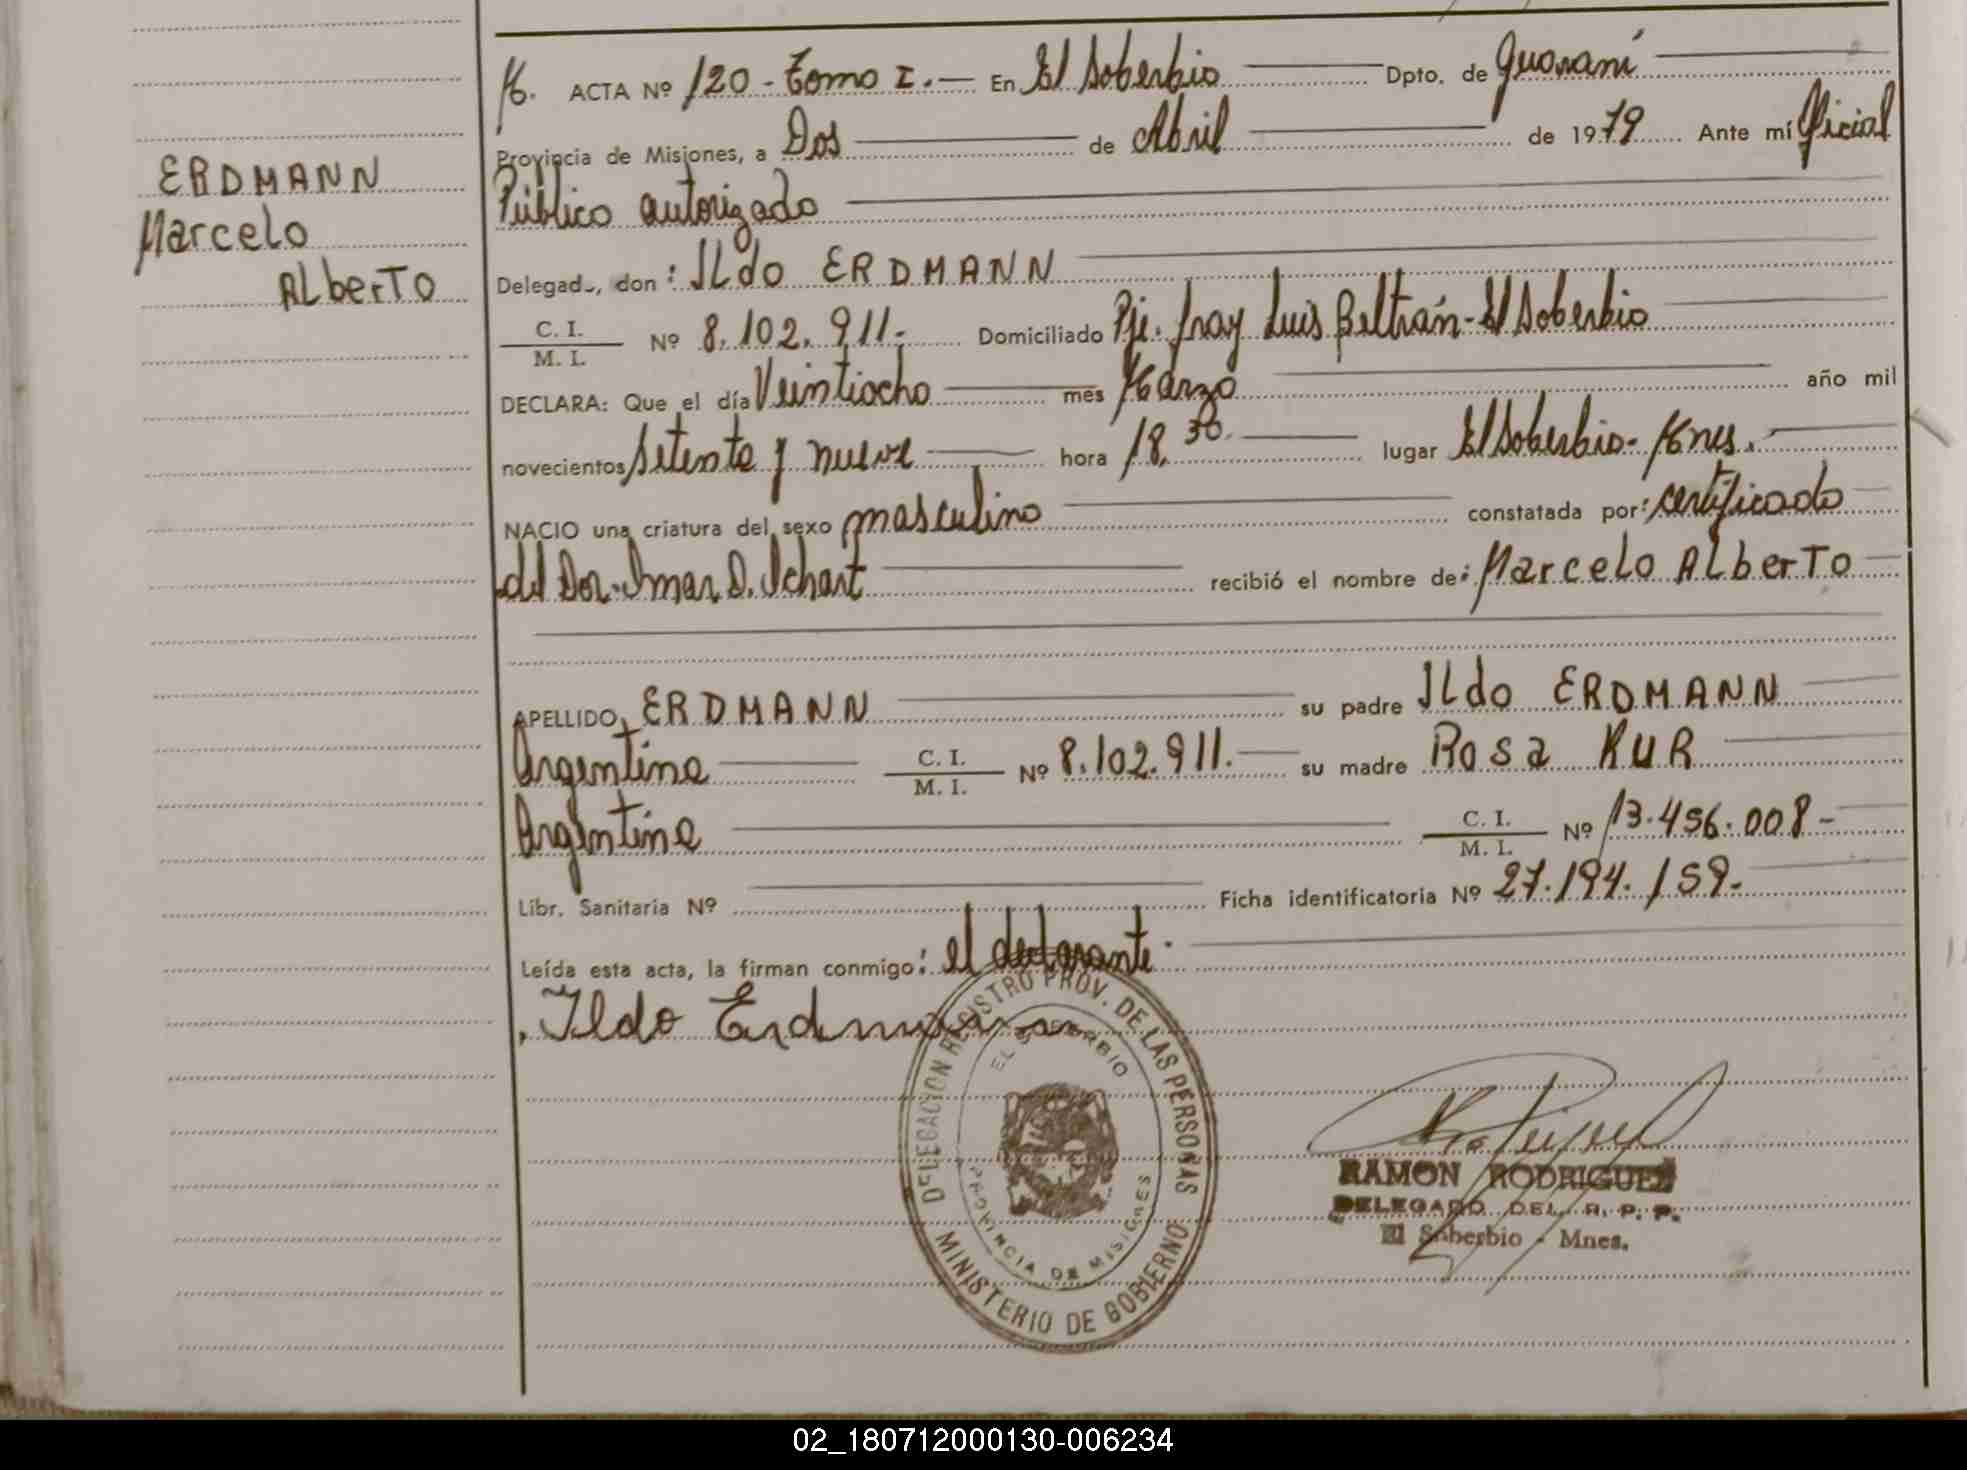 ERDMANN
Marcelo
ALberTo
M. ACTA Nº 120 - Tomo I. — En El Soberbio Dpto. de Guaraní
Provincia de Misiones, a Dos de Abril de 1979 Ante mí Oficial
Público autorizado
Delegad., don: ILdo ERDMANN
C. I. / M. I. Nº 8.102.911.- Domiciliado Pje. fray Luis Beltrán - El Soberbio
DECLARA: Que el día Veintiocho mes Marzo año mil
novecientos setenta y nueve hora 18,30.- lugar El Soberbio - Mnes.
NACIO una criatura del sexo masculino constatada por: certificado
del Dor. Imar D. Ichart recibió el nombre de: Marcelo ALberTo
APELLIDO, ERDMANN su padre ILdo ERDMANN
Argentino C. I. / M. I. Nº 8.102.911.- su madre Rosa KUR
Argentina C. I. / M. I. Nº 13.456.008-
Libr. Sanitaria Nº Ficha identificatoria Nº 27.194.159-
Leída esta acta, la firman conmigo: el declarante.
Ildo Erdmann
DELEGACION REGISTRO PROV. DE LAS PERSONAS
EL SOBERBIO
PROVINCIA DE MISIONES
MINISTERIO DE GOBIERNO
RAMON RODRIGUEZ
DELEGADO DEL R. P. P.
El Soberbio - Mnes.
02_180712000130-006234